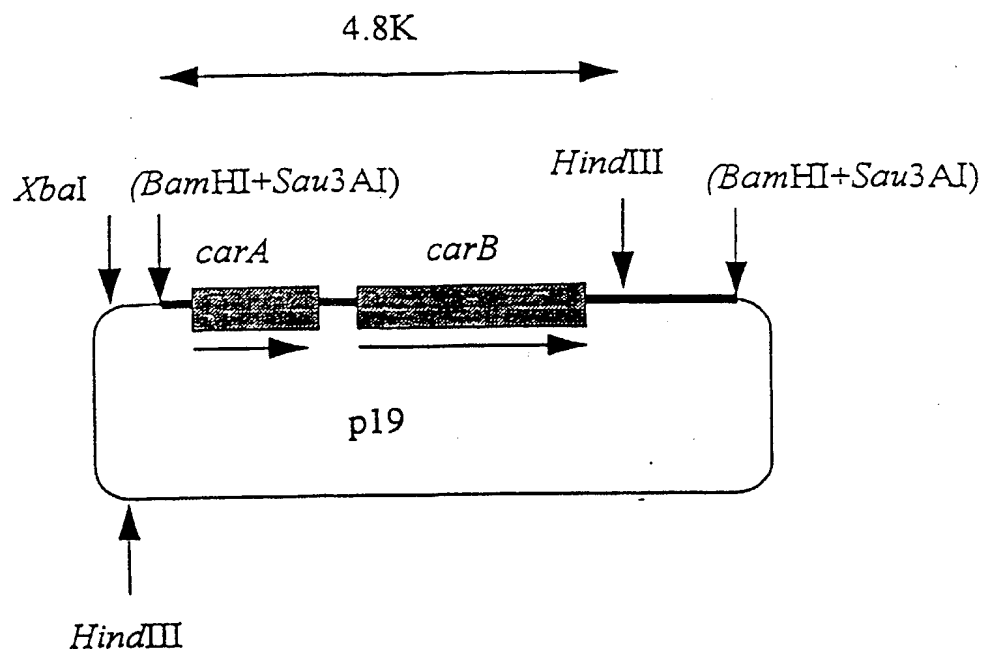 4.8K
XbaI
(BamHI+Sau3AI)
HindIII
(BamHI+Sau3AI)
carA
carB
p19
HindIII